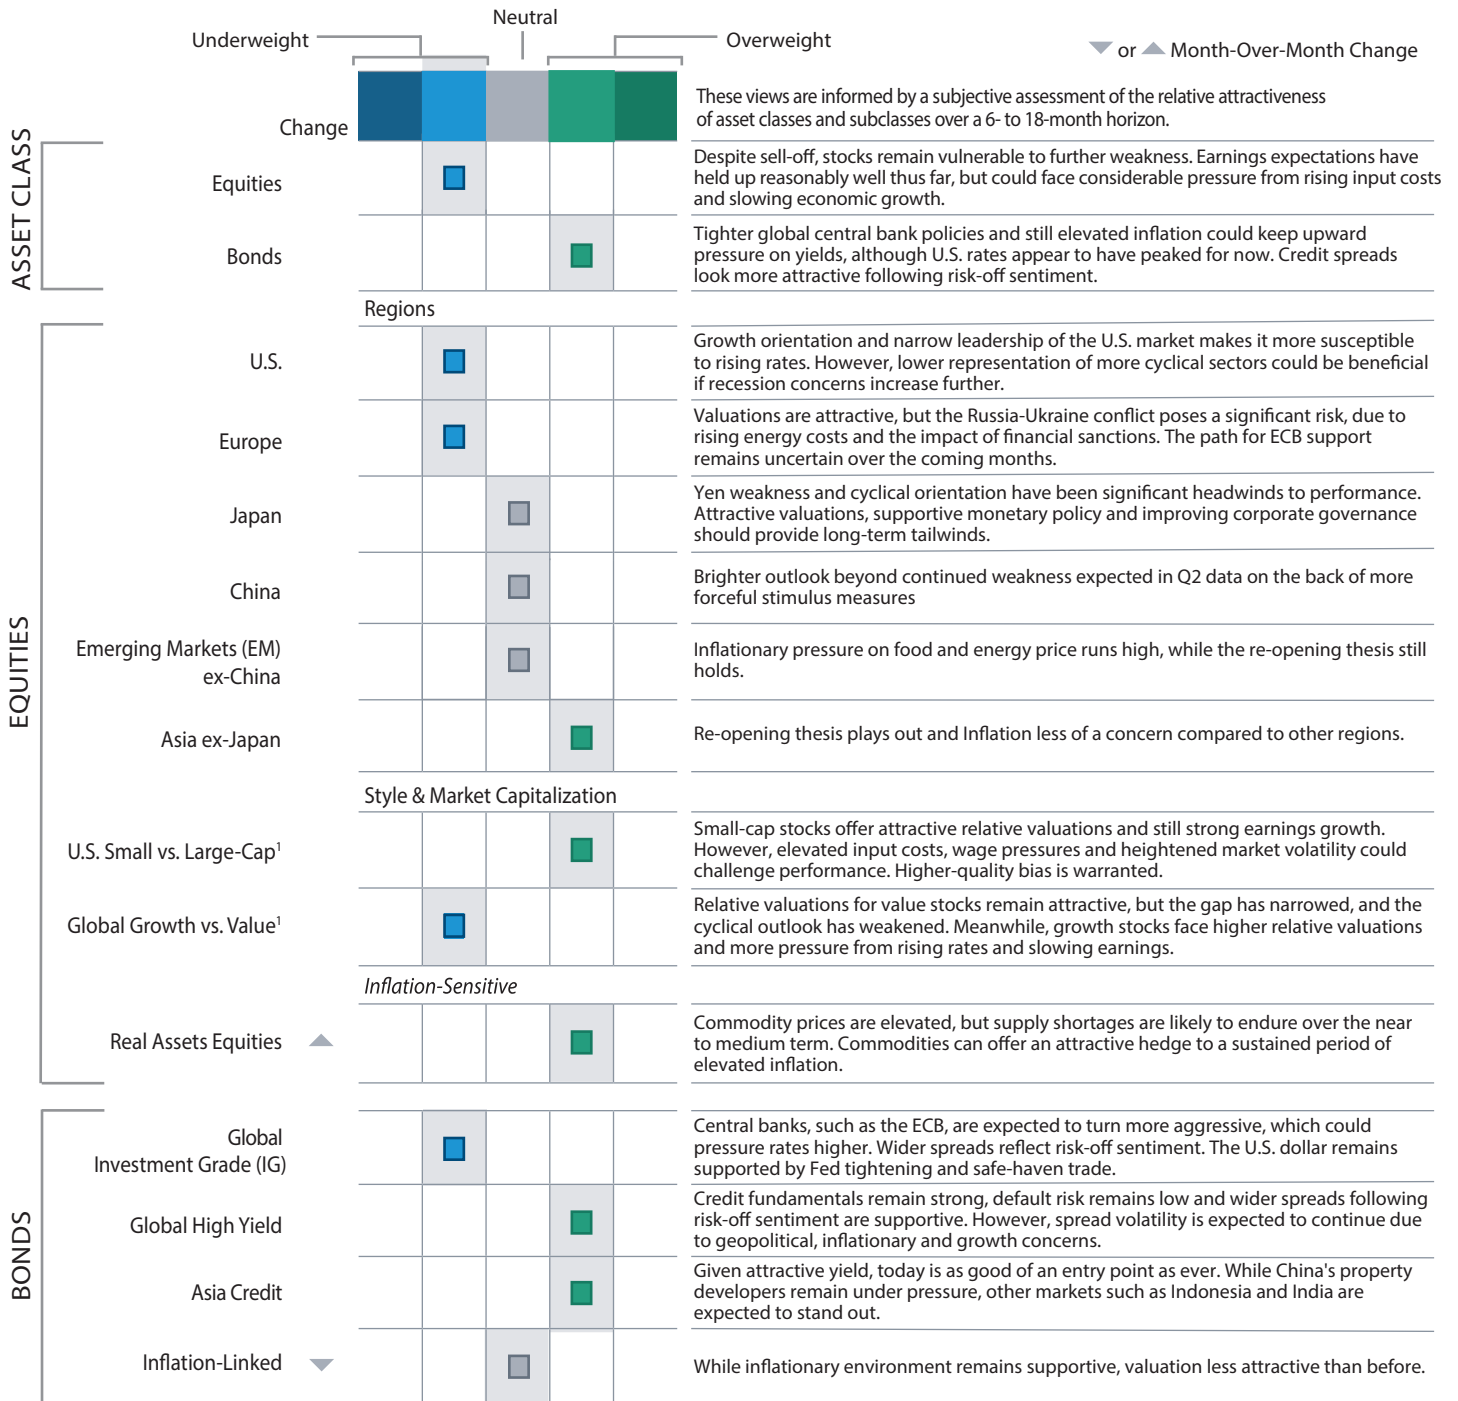 Neutral
Underweight
Overweight
or Month-Over-Month Change
Change
These views are informed by a subjective assessment of the relative attractiveness
of asset classes and subclasses over a 6- to 18-month horizon.
ASSET CLASS
Equities
Despite sell-off, stocks remain vulnerable to further weakness. Earnings expectations have
held up reasonably well thus far, but could face considerable pressure from rising input costs
and slowing economic growth.
Bonds
Tighter global central bank policies and still elevated inflation could keep upward
pressure on yields, although U.S. rates appear to have peaked for now. Credit spreads
look more attractive following risk-off sentiment.
EQUITIES
Regions
U.S.
Growth orientation and narrow leadership of the U.S. market makes it more susceptible
to rising rates. However, lower representation of more cyclical sectors could be beneficial
if recession concerns increase further.
Europe
Valuations are attractive, but the Russia-Ukraine conflict poses a significant risk, due to
rising energy costs and the impact of financial sanctions. The path for ECB support
remains uncertain over the coming months.
Japan
Yen weakness and cyclical orientation have been significant headwinds to performance.
Attractive valuations, supportive monetary policy and improving corporate governance
should provide long-term tailwinds.
China
Brighter outlook beyond continued weakness expected in Q2 data on the back of more
forceful stimulus measures
Emerging Markets (EM)
ex-China
Inflationary pressure on food and energy price runs high, while the re-opening thesis still
holds.
Asia ex-Japan
Re-opening thesis plays out and Inflation less of a concern compared to other regions.
Style & Market Capitalization
U.S. Small vs. Large-Cap¹
Small-cap stocks offer attractive relative valuations and still strong earnings growth.
However, elevated input costs, wage pressures and heightened market volatility could
challenge performance. Higher-quality bias is warranted.
Global Growth vs. Value¹
Relative valuations for value stocks remain attractive, but the gap has narrowed, and the
cyclical outlook has weakened. Meanwhile, growth stocks face higher relative valuations
and more pressure from rising rates and slowing earnings.
Inflation-Sensitive
Real Assets Equities
Commodity prices are elevated, but supply shortages are likely to endure over the near
to medium term. Commodities can offer an attractive hedge to a sustained period of
elevated inflation.
BONDS
Global
Investment Grade (IG)
Central banks, such as the ECB, are expected to turn more aggressive, which could
pressure rates higher. Wider spreads reflect risk-off sentiment. The U.S. dollar remains
supported by Fed tightening and safe-haven trade.
Global High Yield
Credit fundamentals remain strong, default risk remains low and wider spreads following
risk-off sentiment are supportive. However, spread volatility is expected to continue due
to geopolitical, inflationary and growth concerns.
Asia Credit
Given attractive yield, today is as good of an entry point as ever. While China's property
developers remain under pressure, other markets such as Indonesia and India are
expected to stand out.
Inflation-Linked
While inflationary environment remains supportive, valuation less attractive than before.